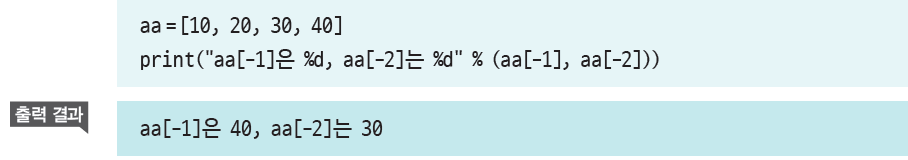 aa=[10, 20, 30, 40]
print("aa[-1]은 %d, aa[-2]는 %d" % (aa[-1], aa[-2]))
출력 결과
aa[-1]은 40, aa[-2]는 30